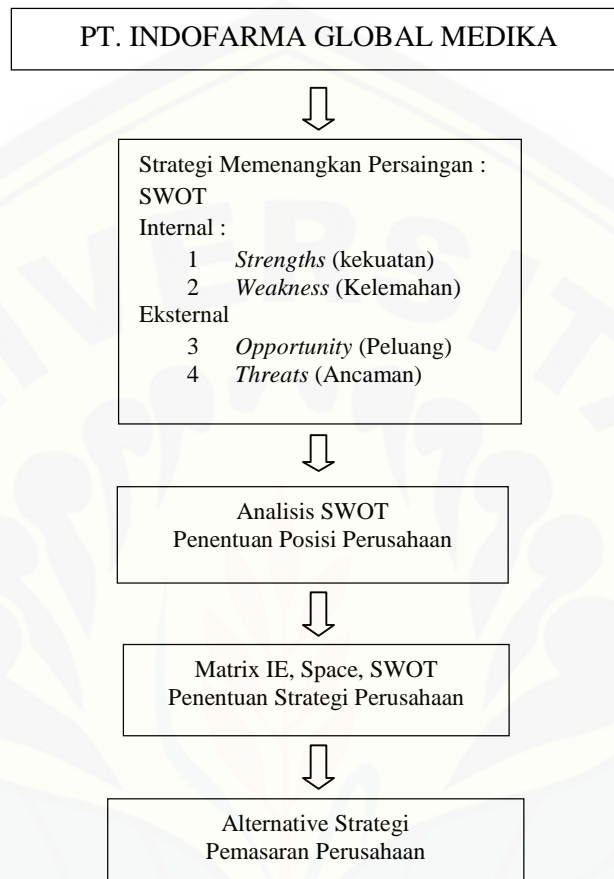 PT. INDOFARMA GLOBAL MEDIKA
Strategi Memenangkan Persaingan :
SWOT
Internal :
1 Strengths (kekuatan)
2 Weakness (Kelemahan)
Eksternal
3 Opportunity (Peluang)
4 Threats (Ancaman)
Analisis SWOT
Penentuan Posisi Perusahaan
Matrix IE, Space, SWOT
Penentuan Strategi Perusahaan
Alternative Strategi
Pemasaran Perusahaan